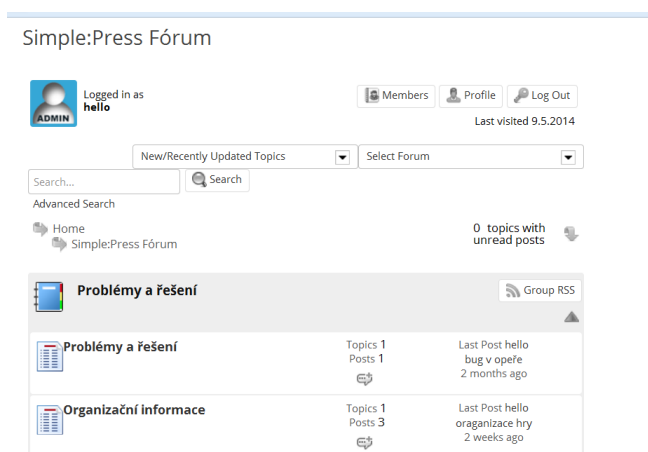 Simple:Press Fórum
Logged in as
hello
ADMIN
Members
Profile
Log Out
Last visited 9.5.2014
New/Recently Updated Topics
Select Forum
Search...
Search
Advanced Search
Home
Simple:Press Fórum
0 topics with
unread posts
Problémy a řešení
Group RSS
Problémy a řešení
Topics 1
Posts 1
Last Post hello
bug v opeře
2 months ago
Organizační informace
Topics 1
Posts 3
Last Post hello
oraganizace hry
2 weeks ago